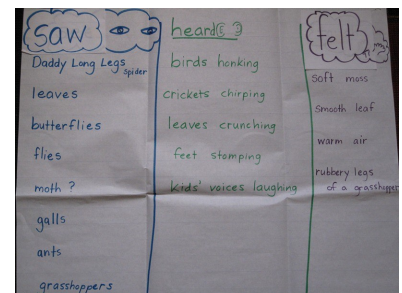 saw
Daddy Long Legs
Spider
leaves
butterflies
flies
moth ?
galls
ants
grasshoppers
heard
birds honking
crickets chirping
leaves crunching
feet stomping
kids' voices laughing
felt
soft moss
smooth leaf
warm air
rubbery legs
of a grasshopper